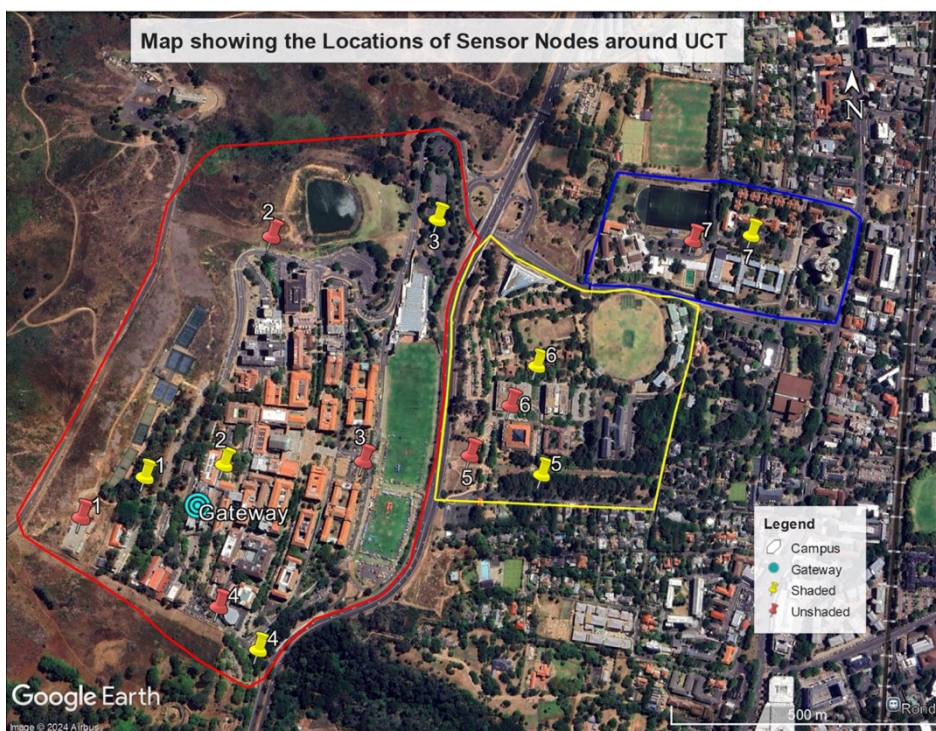 Map showing the Locations of Sensor Nodes around UCT
N
2
3
7
7
6
6
3
2
1
5
5
1
Gateway
4
4
Legend
Campus
Gateway
Shaded
Unshaded
Google Earth
Image © 2024 Airbus
500 m
Rond